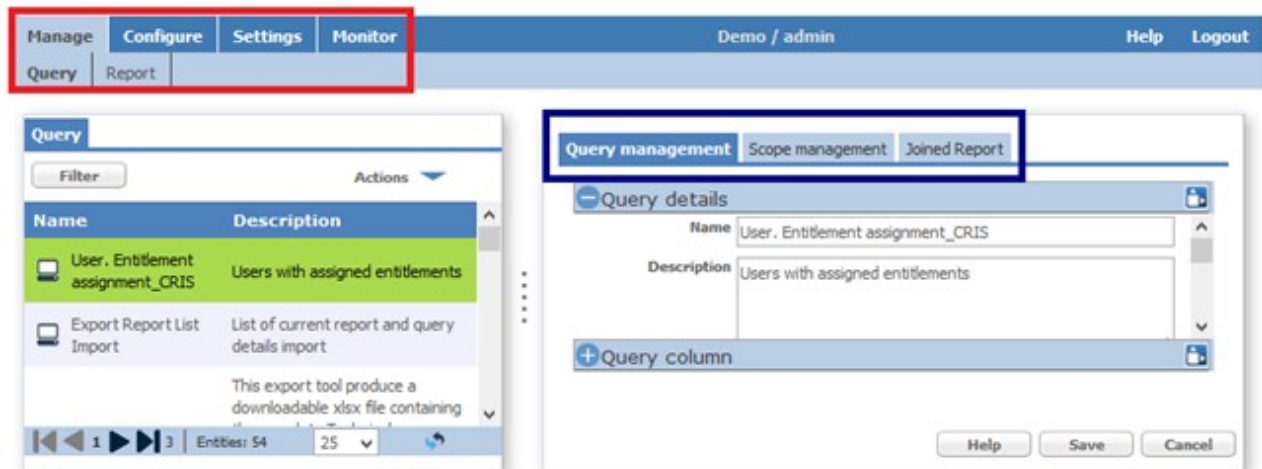 Manage Configure Settings Monitor Demo / admin Help Logout
Query Report
Query
Filter Actions
Name Description
User. Entitlement
assignment_CRIS
Users with assigned entitlements
Export Report List
Import
List of current report and query
details import
This export tool produce a
downloadable xlsx file containing
1 3 Entities: 54 25
Query management Scope management Joined Report
Query details
Name User. Entitlement assignment_CRIS
Description Users with assigned entitlements
Query column
Help Save Cancel